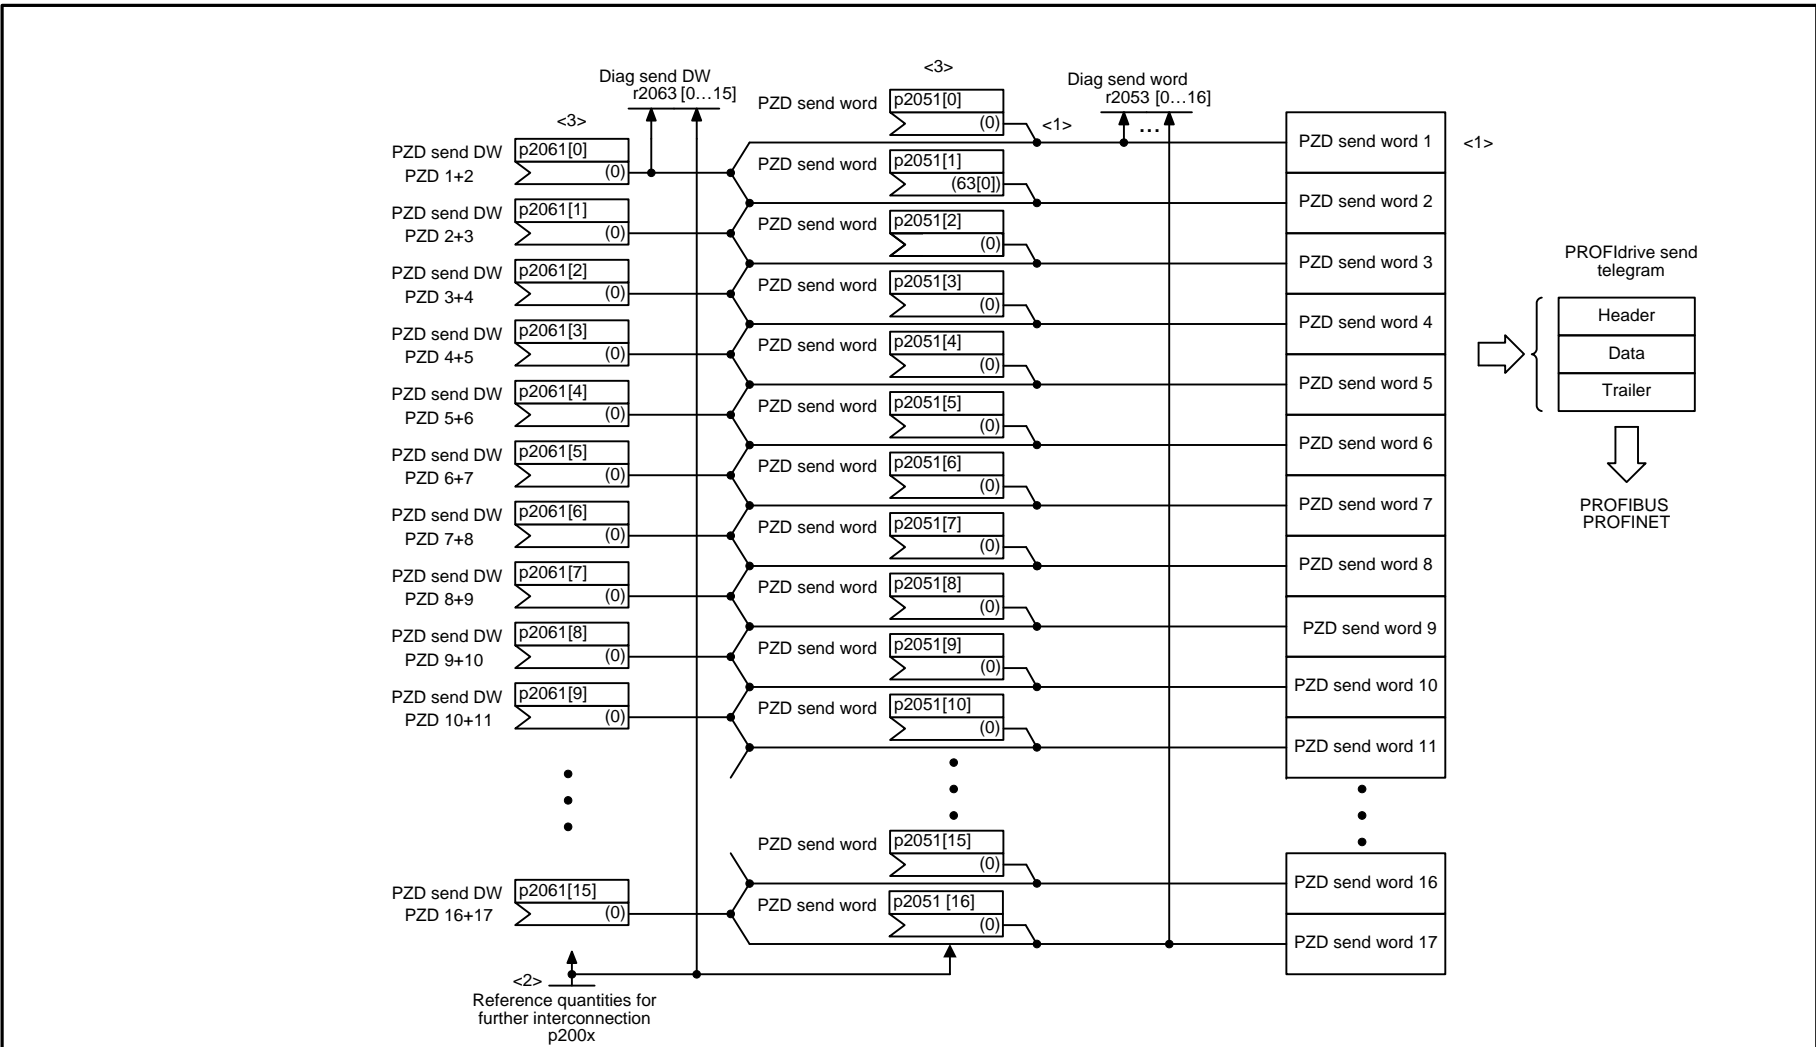 Diag send DW
r2063 [0…15]
<3>
PZD send DW
PZD 1+2
p2061[0]
(0)
PZD send DW
PZD 2+3
p2061[1]
(0)
PZD send DW
PZD 3+4
p2061[2]
(0)
PZD send DW
PZD 4+5
p2061[3]
(0)
PZD send DW
PZD 5+6
p2061[4]
(0)
PZD send DW
PZD 6+7
p2061[5]
(0)
PZD send DW
PZD 7+8
p2061[6]
(0)
PZD send DW
PZD 8+9
p2061[7]
(0)
PZD send DW
PZD 9+10
p2061[8]
(0)
PZD send DW
PZD 10+11
p2061[9]
(0)
PZD send DW
PZD 16+17
p2061[15]
(0)
<2>
Reference quantities for
further interconnection
p200x
<3>
PZD send word
p2051[0]
(0)
PZD send word
p2051[1]
(63[0])
PZD send word
p2051[2]
(0)
PZD send word
p2051[3]
(0)
PZD send word
p2051[4]
(0)
PZD send word
p2051[5]
(0)
PZD send word
p2051[6]
(0)
PZD send word
p2051[7]
(0)
PZD send word
p2051[8]
(0)
PZD send word
p2051[9]
(0)
PZD send word
p2051[10]
(0)
PZD send word
p2051[15]
(0)
PZD send word
p2051 [16]
(0)
<1>
Diag send word
r2053 [0…16]
...
PZD send word 1
<1>
PZD send word 2
PZD send word 3
PZD send word 4
PZD send word 5
PZD send word 6
PZD send word 7
PZD send word 8
PZD send word 9
PZD send word 10
PZD send word 11
PZD send word 16
PZD send word 17
PROFIdrive send
telegram
Header
Data
Trailer
PROFIBUS
PROFINET